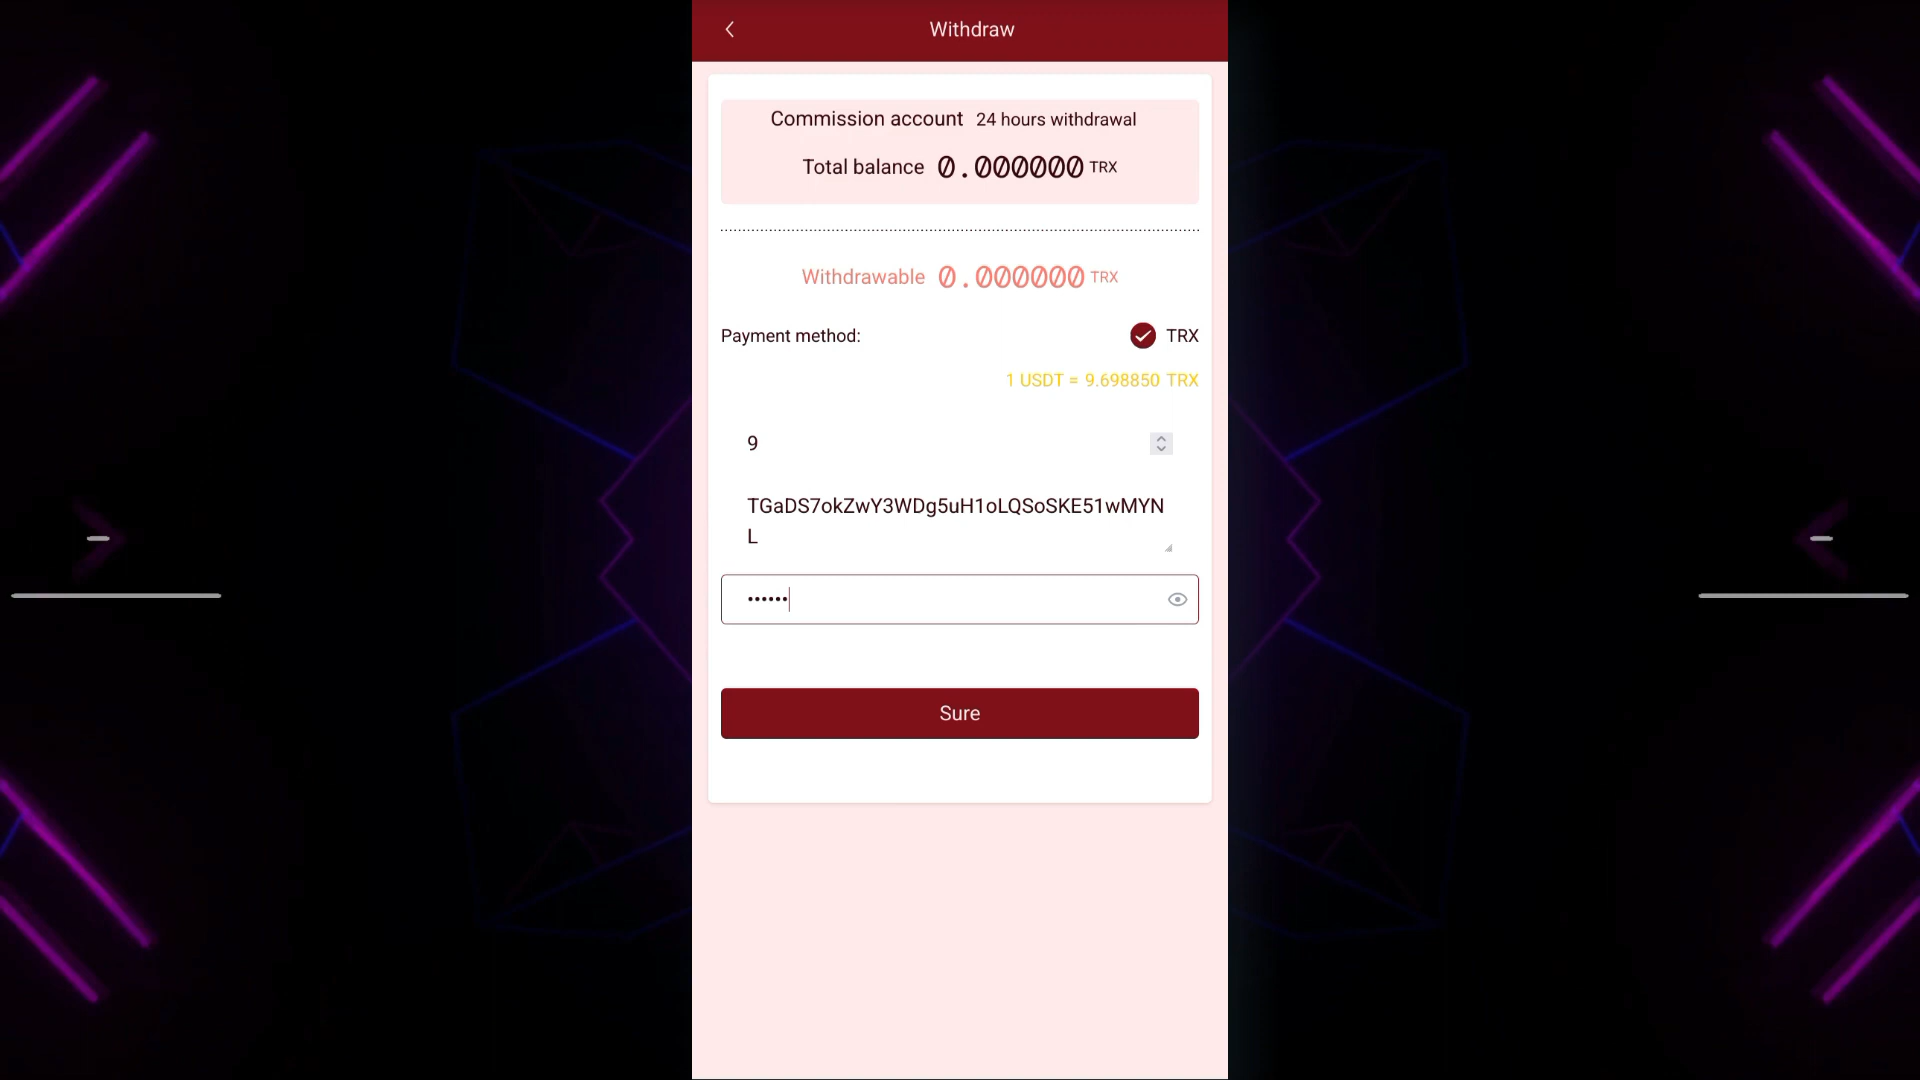 Withdraw
Commission account 24 hours withdrawal
Total balance 0.000000 TRX
Withdrawable 0.000000 TRX
Payment method: TRX
1 USDT = 9.698850 TRX
9
TGaDS7okZwY3WDg5uH1oLQSoSKE51wMYN
L
••••••
Sure